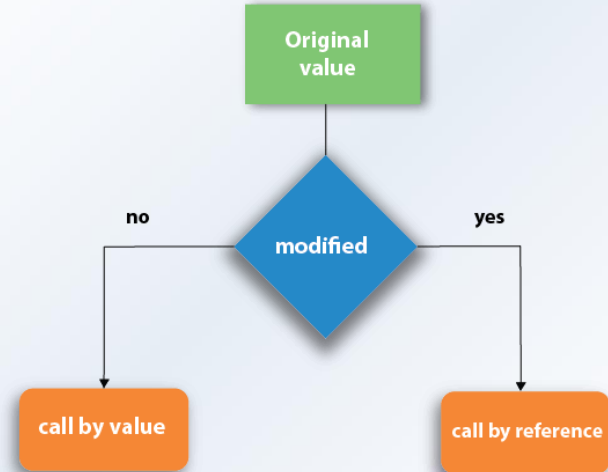 Original
value
no
yes
modified
call by value
call by reference